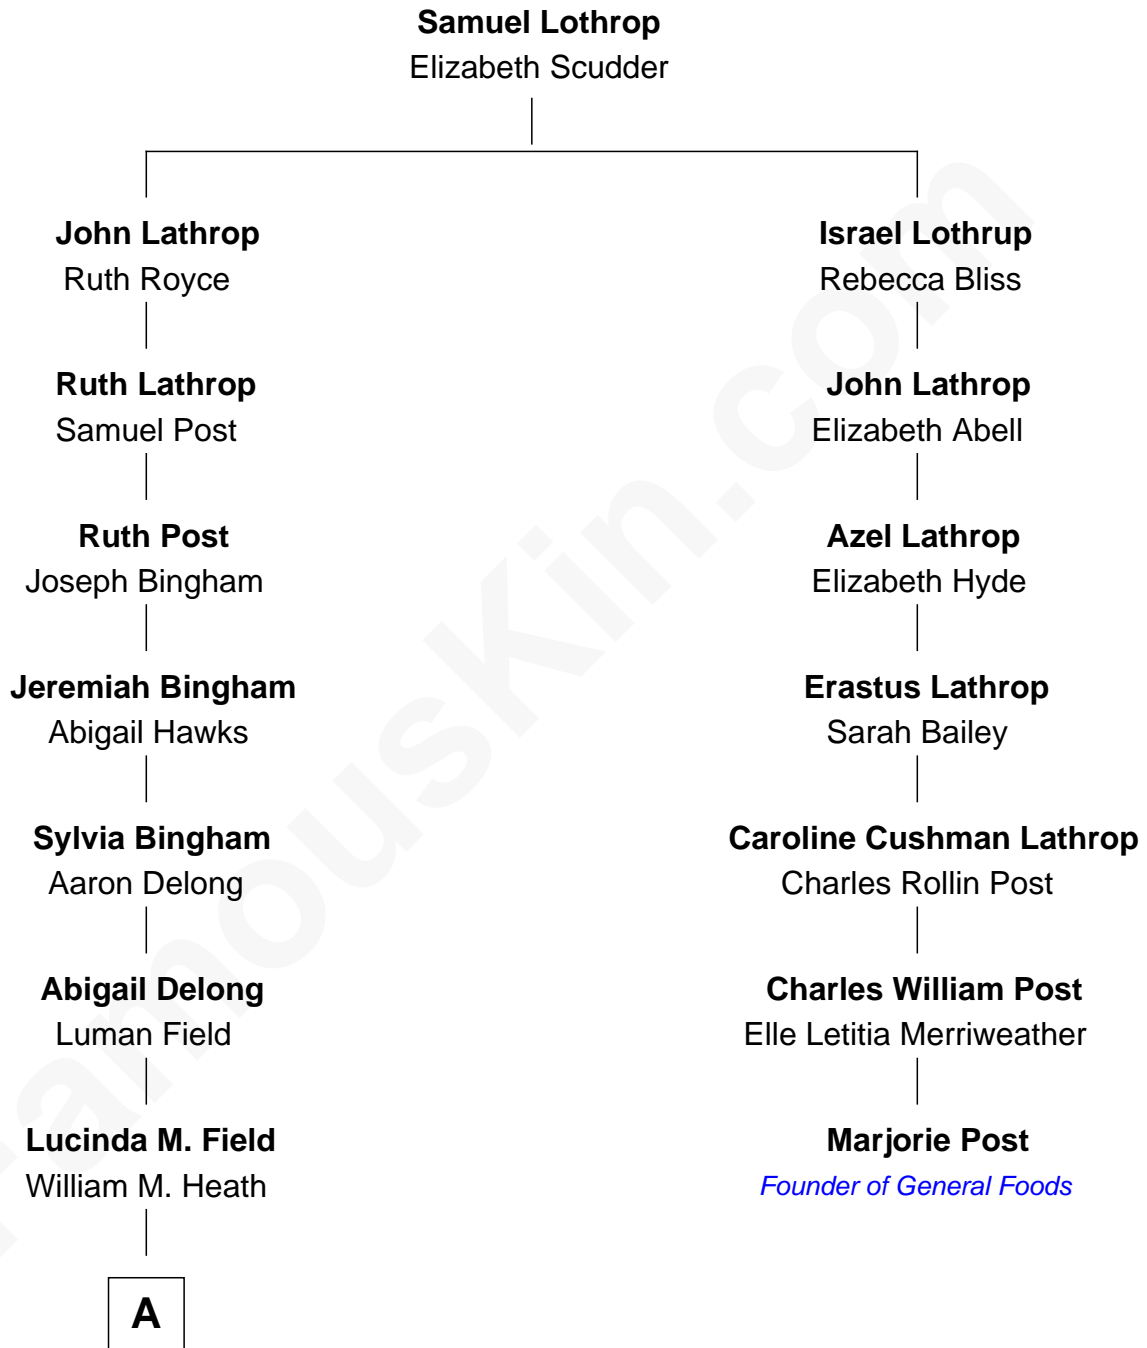 Samuel Lothrop
Elizabeth Scudder
John Lathrop
Ruth Royce
Ruth Lathrop
Samuel Post
Ruth Post
Joseph Bingham
Jeremiah Bingham
Abigail Hawks
Sylvia Bingham
Aaron Delong
Abigail Delong
Luman Field
Lucinda M. Field
William M. Heath
A
Israel Lothrup
Rebecca Bliss
John Lathrop
Elizabeth Abell
Azel Lathrop
Elizabeth Hyde
Erastus Lathrop
Sarah Bailey
Caroline Cushman Lathrop
Charles Rollin Post
Charles William Post
Elle Letitia Merriweather
Marjorie Post
Founder of General Foods
FamousKin.com